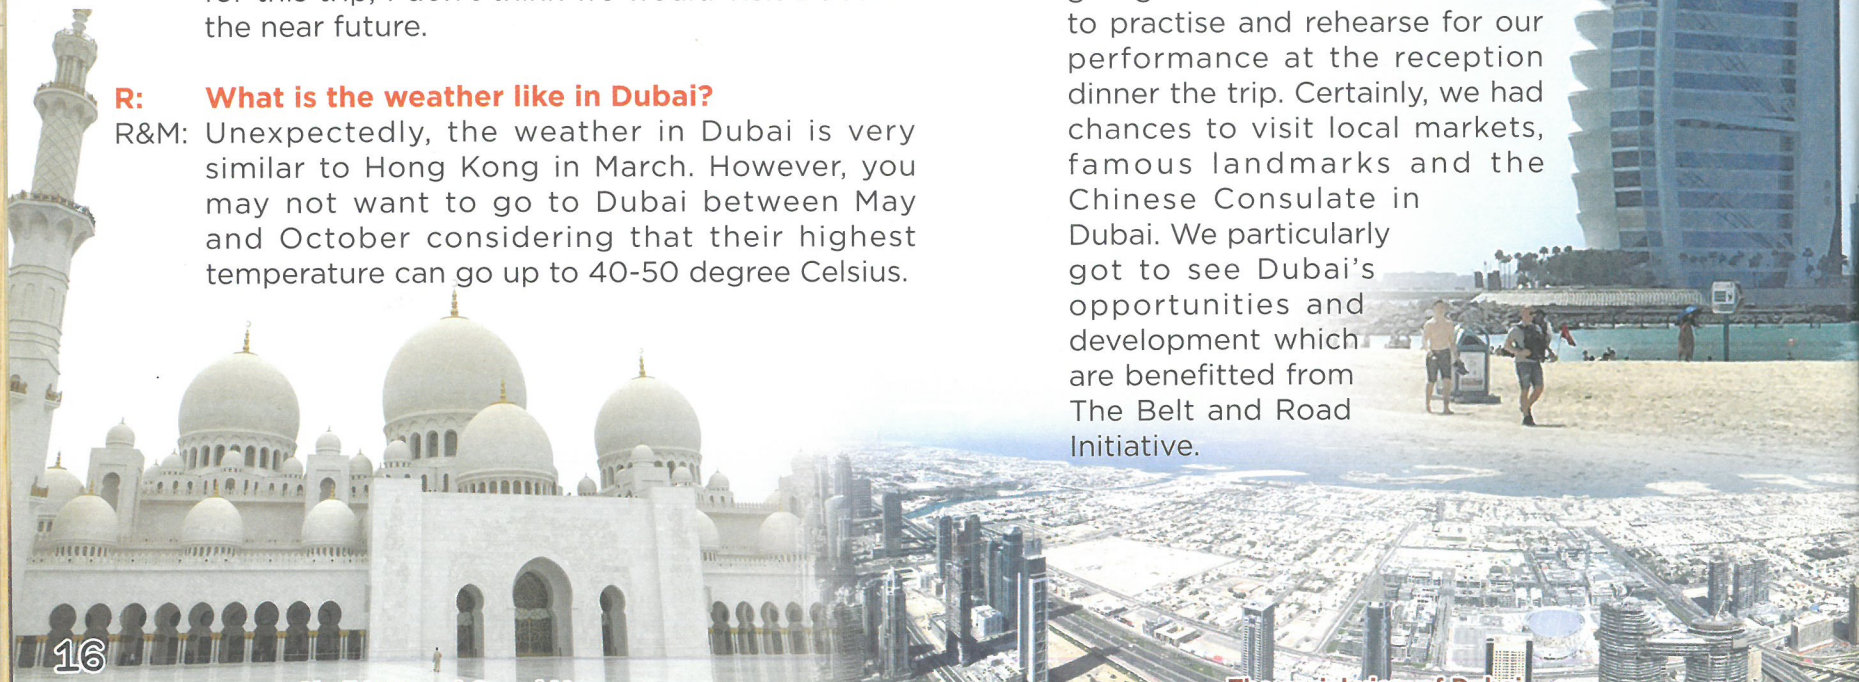 the near future.
R: What is the weather like in Dubai?
R&M: Unexpectedly, the weather in Dubai is very
similar to Hong Kong in March. However, you
may not want to go to Dubai between May
and October considering that their highest
temperature can go up to 40-50 degree Celsius.
to practise and rehearse for our
performance at the reception
dinner the trip. Certainly, we had
chances to visit local markets,
famous landmarks and the
Chinese Consulate in
Dubai. We particularly
got to see Dubai's
opportunities and
development which
are benefitted from
The Belt and Road
Initiative.
16